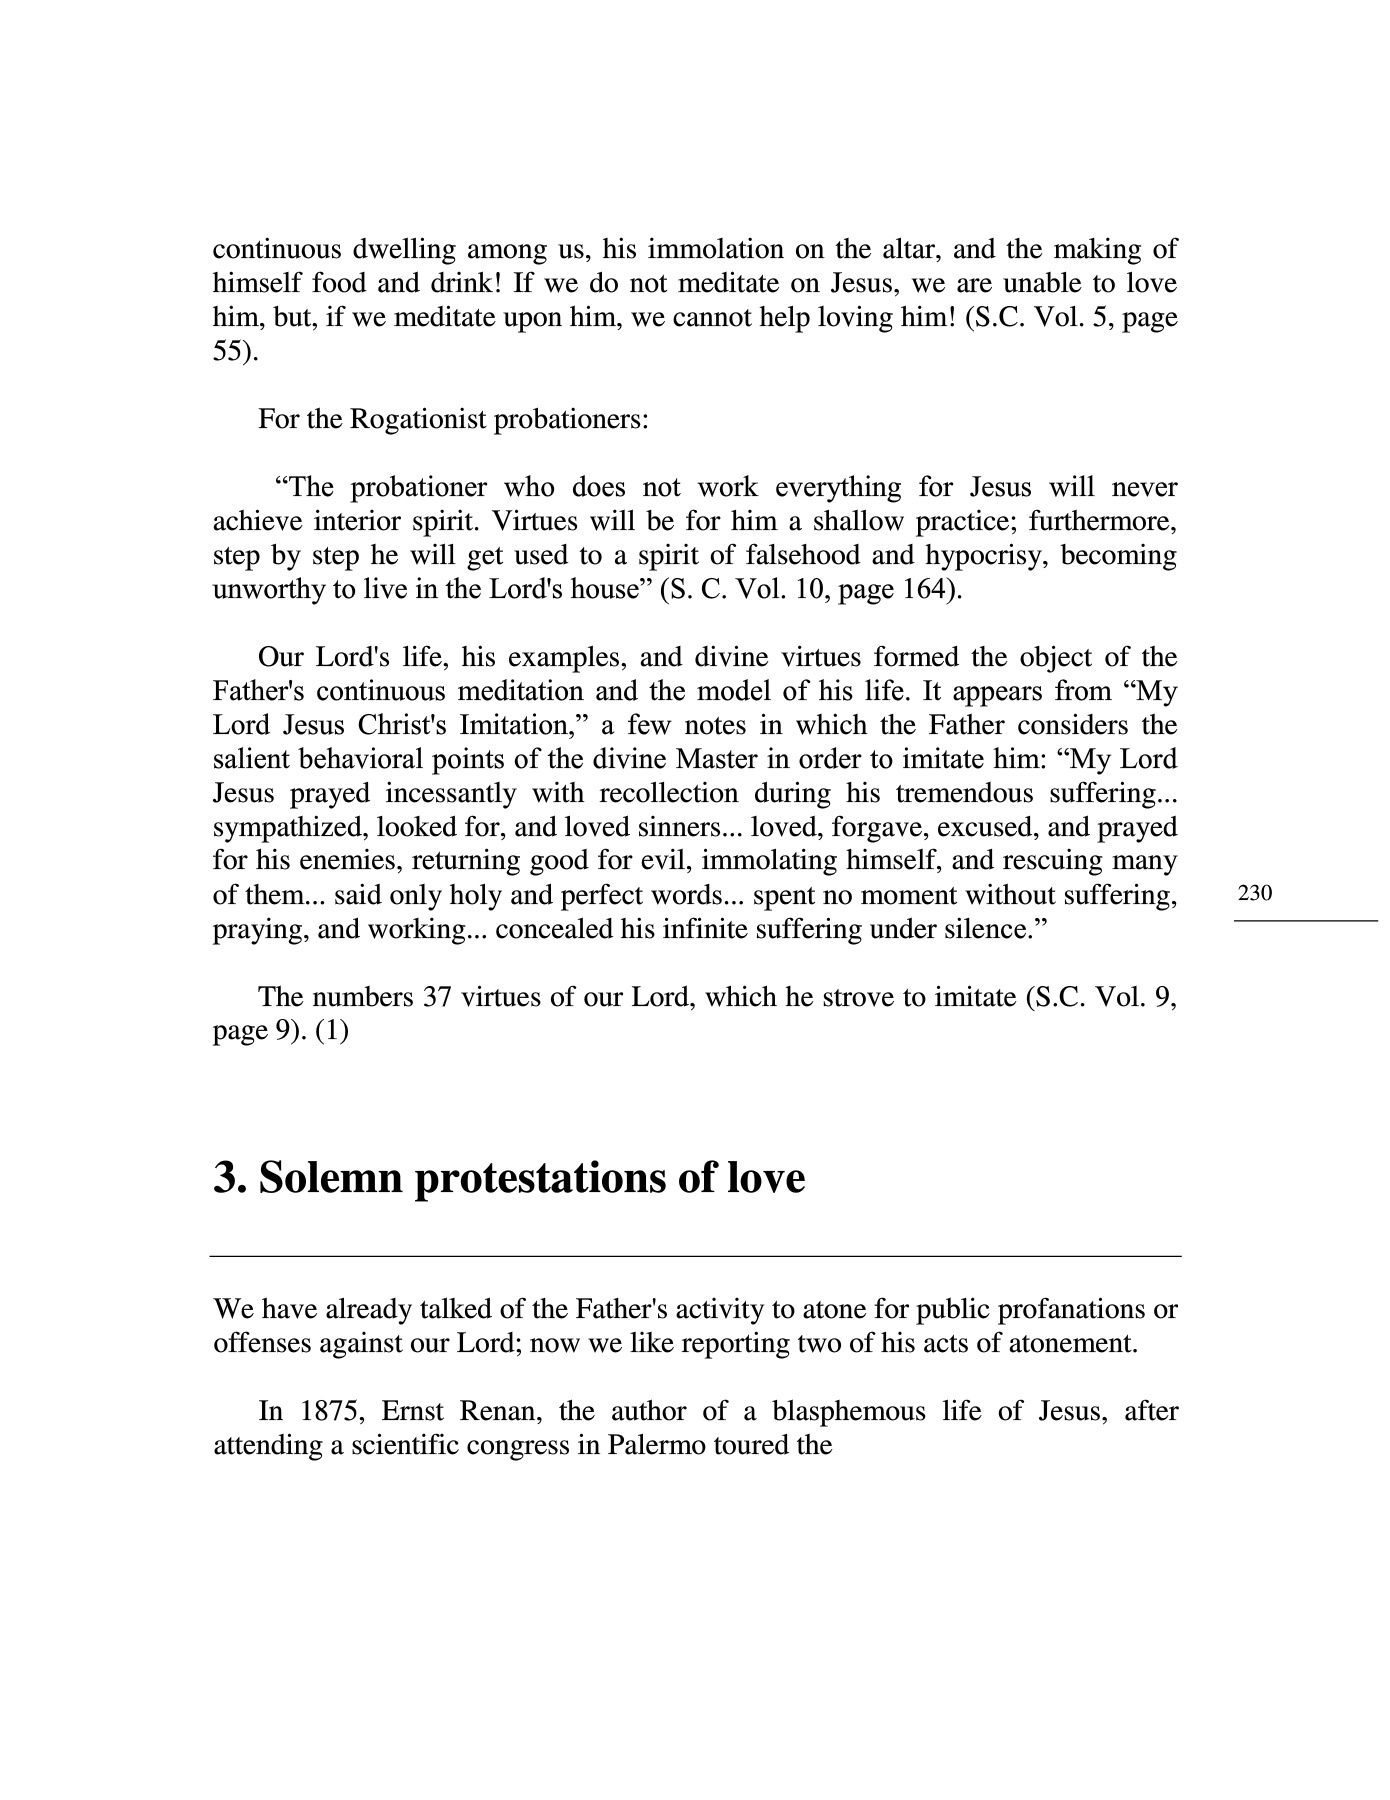 continuous dwelling among us, his immolation on the altar, and the making of
himself food and drink! If we do not meditate on Jesus, we are unable to love
him, but, if we meditate upon him, we cannot help loving him! (S.C. Vol. 5, page
55).
For the Rogationist probationers:
“The probationer who does not work everything for Jesus will never
achieve interior spirit. Virtues will be for him a shallow practice; furthermore,
step by step he will get used to a spirit of falsehood and hypocrisy, becoming
unworthy to live in the Lord's house” (S. C. Vol. 10, page 164).
Our Lord's life, his examples, and divine virtues formed the object of the
Father's continuous meditation and the model of his life. It appears from “My
Lord Jesus Christ's Imitation,” a few notes in which the Father considers the
salient behavioral points of the divine Master in order to imitate him: “My Lord
Jesus prayed incessantly with recollection during his tremendous suffering...
sympathized, looked for, and loved sinners... loved, forgave, excused, and prayed
for his enemies, returning good for evil, immolating himself, and rescuing many
of them... said only holy and perfect words... spent no moment without suffering,
praying, and working... concealed his infinite suffering under silence.”
230
The numbers 37 virtues of our Lord, which he strove to imitate (S.C. Vol. 9,
page 9). (1)
3. Solemn protestations of love
We have already talked of the Father's activity to atone for public profanations or
offenses against our Lord; now we like reporting two of his acts of atonement.
In 1875, Ernst Renan, the author of a blasphemous life of Jesus, after
attending a scientific congress in Palermo toured the